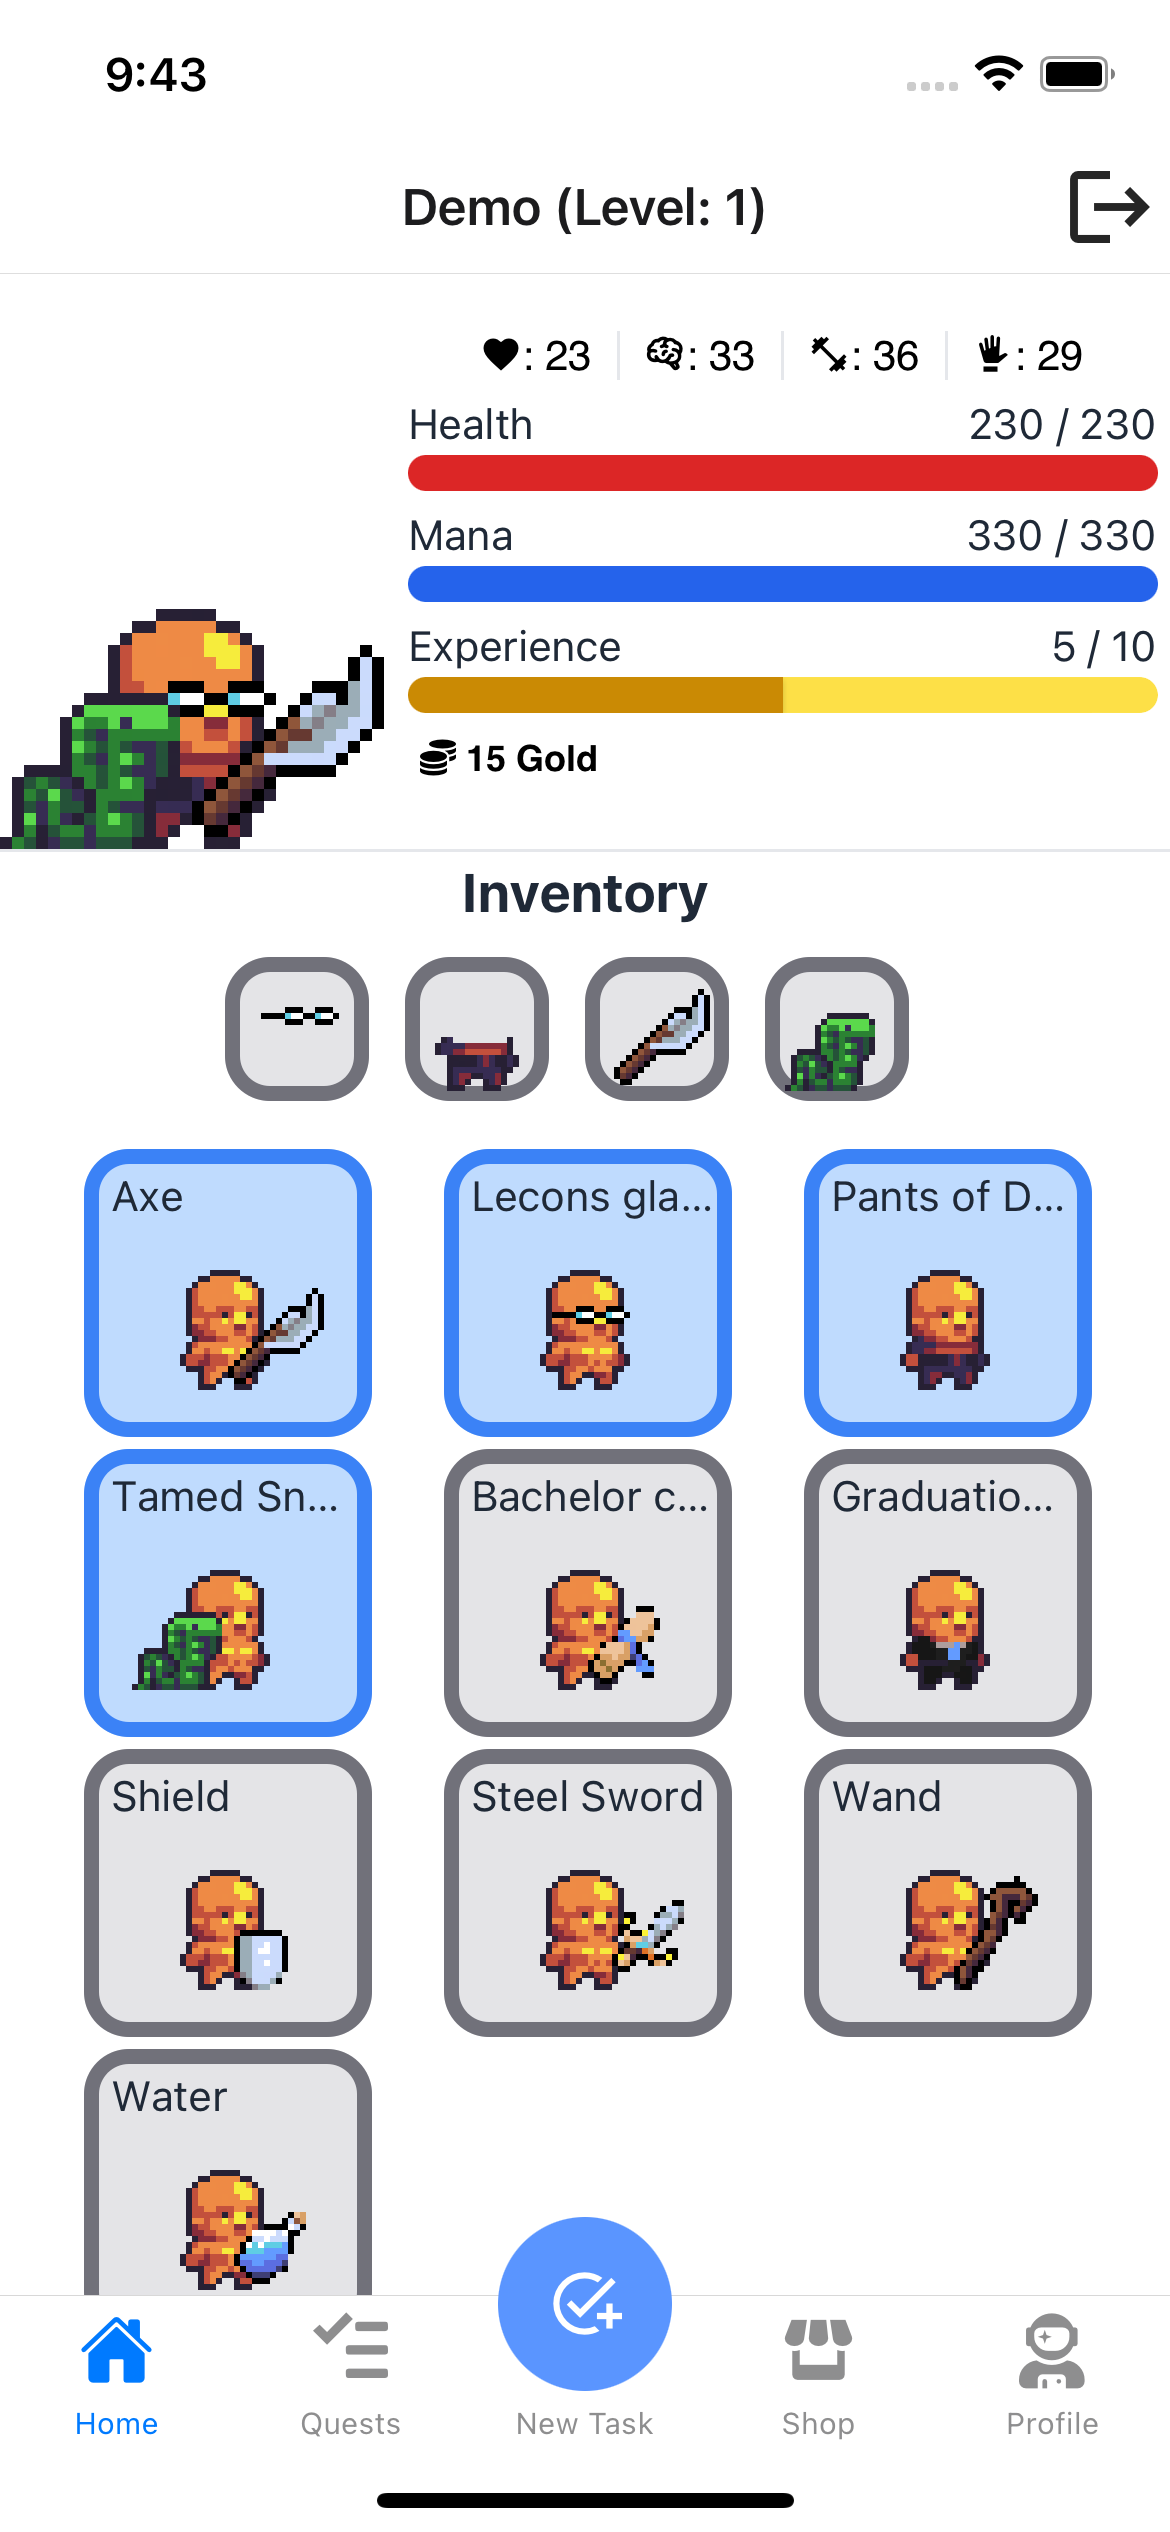 9:43
Demo (Level: 1)
: 23 : 33 : 36 : 29
Health 230 / 230
Mana 330 / 330
Experience 5 / 10
15 Gold
Inventory
Axe Lecons gla... Pants of D...
Tamed Sn... Bachelor c... Graduatio...
Shield Steel Sword Wand
Water
Home Quests New Task Shop Profile